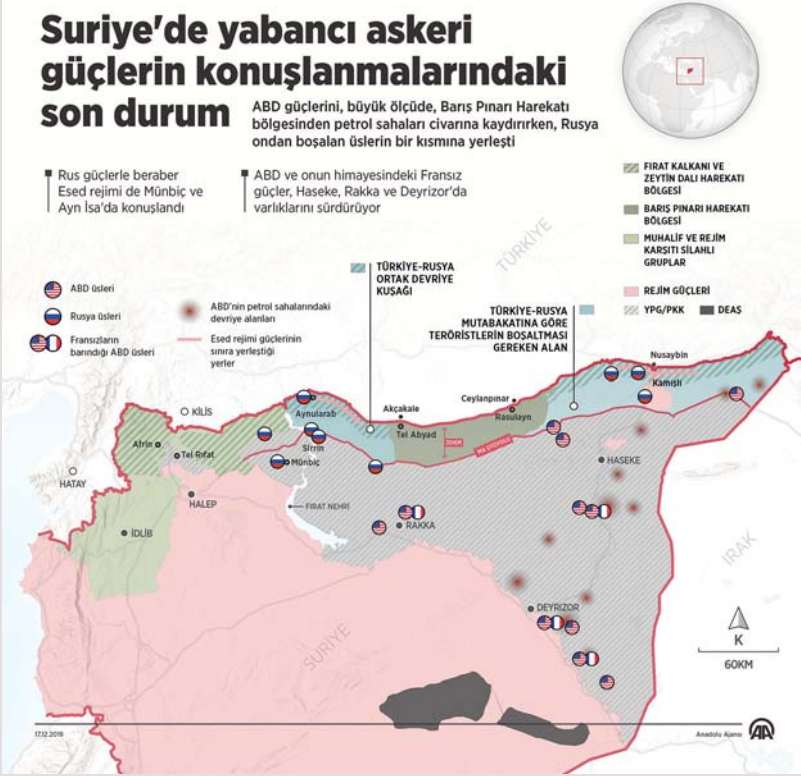 Suriye'de yabancı askeri
güçlerin konuşlanmalarındaki
son durum
ABD güçlerini, büyük ölçüde, Barış Pınarı Harekatı
bölgesinden petrol sahaları civarına kaydırırken, Rusya
ondan boşalan üslerin bir kısmına yerleşti
Rus güçlerle beraber
Esed rejimi de Münbiç ve
Ayn İsa'da konuşlandı
ABD ve onun himayesindeki Fransız
güçler, Haseke, Rakka ve Deyrizor'da
varlıklarını sürdürüyor
FIRAT KALKANI VE
ZEYTİN DALI HAREKATI
BÖLGESİ
BARIŞ PINARI HAREKATI
BÖLGESİ
MUHALİF VE REJİM
KARŞITI SİLAHLI
GRUPLAR
REJİM GÜÇLERİ
YPG/PKK
DEAŞ
ABD üsleri
Rusya üsleri
Fransızların
barındığı ABD üsleri
ABD'nin petrol sahalarındaki
devriye alanları
Esed rejimi güçlerinin
sınıra yerleştiği
yerler
TÜRKİYE
TÜRKİYE-RUSYA
ORTAK DEVRİYE
KUŞAĞI
TÜRKİYE-RUSYA
MUTABAKATINA GÖRE
TERÖRİSTLERİN BOŞALTMASI
GEREKEN ALAN
Nusaybin
Kamışlı
Ceylanpınar
Rasulayn
Akçakale
Tel Abyad
30KM
M4 OTOYOLU
Aynularab
Sirrin
Münbiç
KİLİS
Afrin
Tel Rıfat
HATAY
HALEP
İDLİB
FIRAT NEHRİ
RAKKA
HASEKE
DEYRİZOR
SURİYE
IRAK
K
60KM
17.12.2019
Anadolu Ajansı
AA